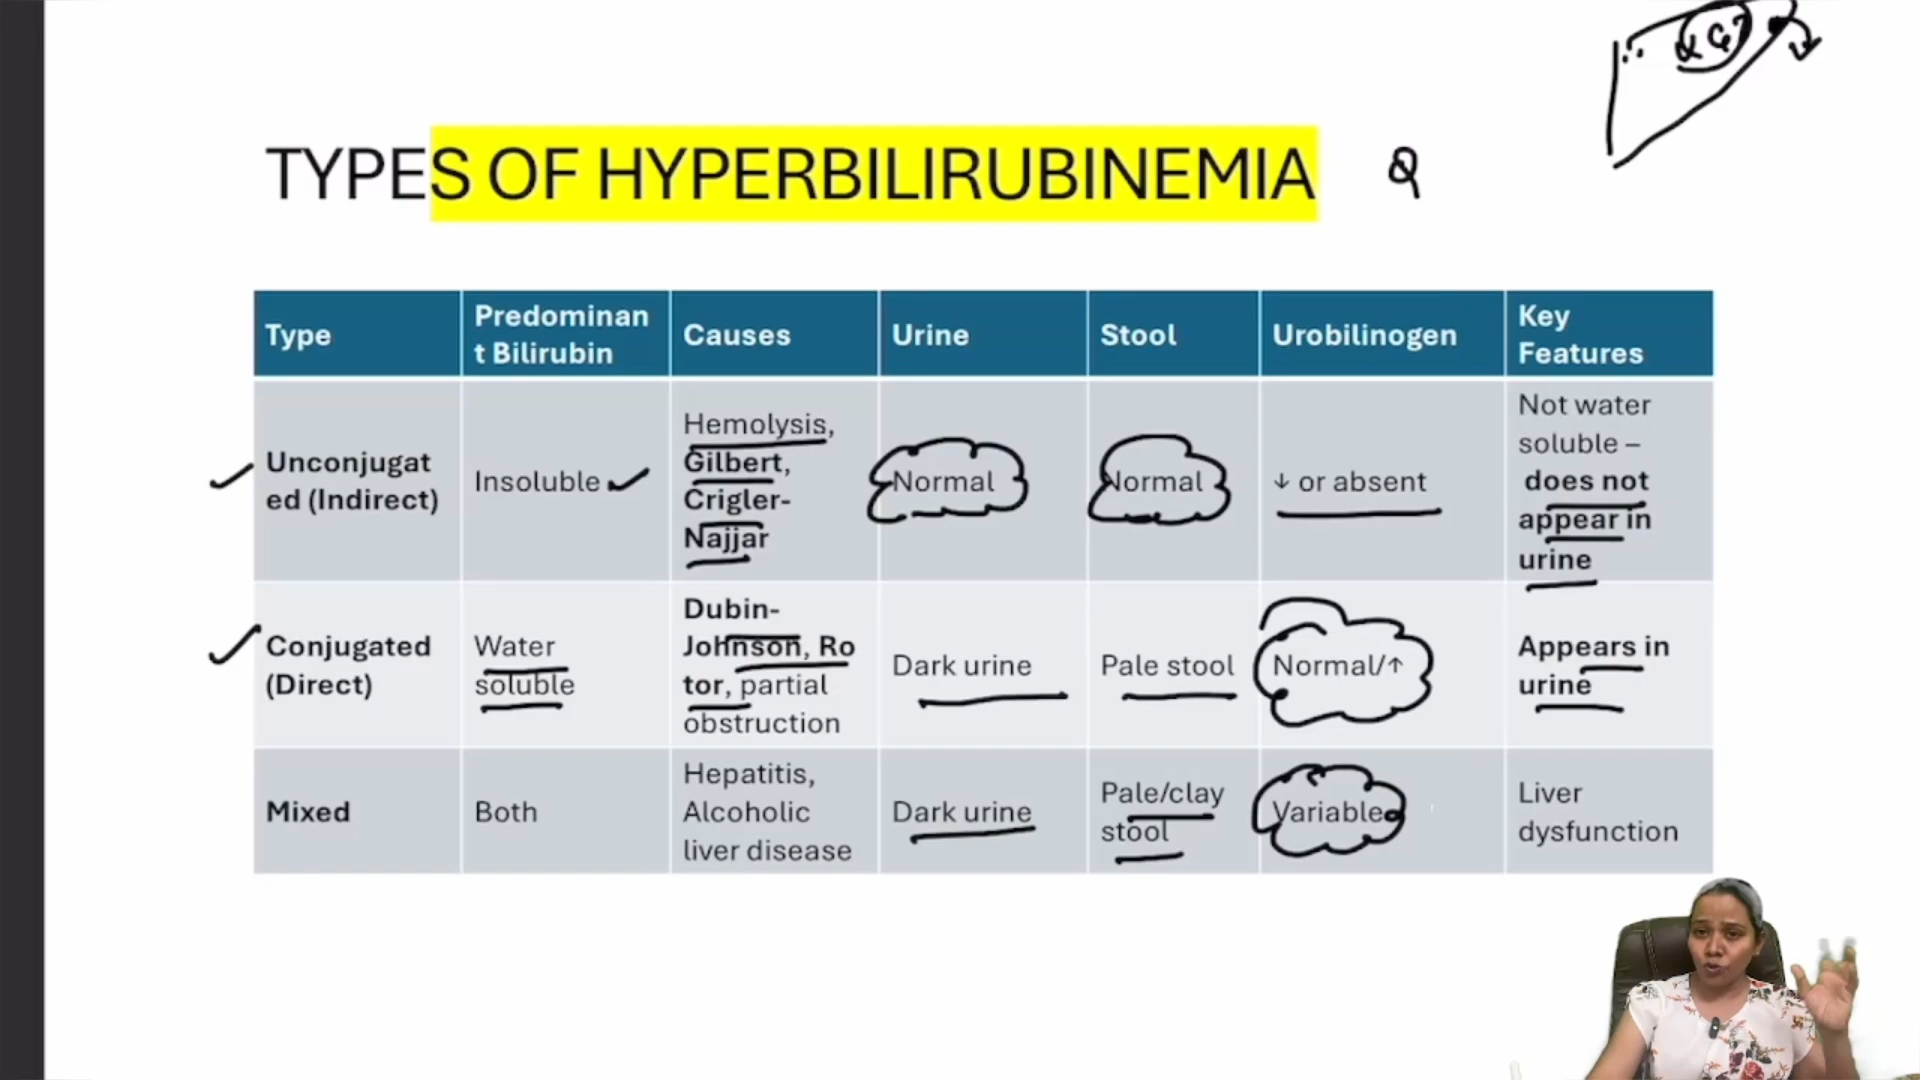 TYPES OF HYPERBILIRUBINEMIA
Type
Predominan
t Bilirubin
Causes
Urine
Stool
Urobilinogen
Key
Features
Unconjugat
ed (Indirect)
Insoluble
Hemolysis,
Gilbert,
Crigler-
Najjar
Normal
Normal
↓ or absent
Not water
soluble –
does not
appear in
urine
Conjugated
(Direct)
Water
soluble
Dubin-
Johnson, Ro
tor, partial
obstruction
Dark urine
Pale stool
Normal/↑
Appears in
urine
Mixed
Both
Hepatitis,
Alcoholic
liver disease
Dark urine
Pale/clay
stool
Variable
Liver
dysfunction